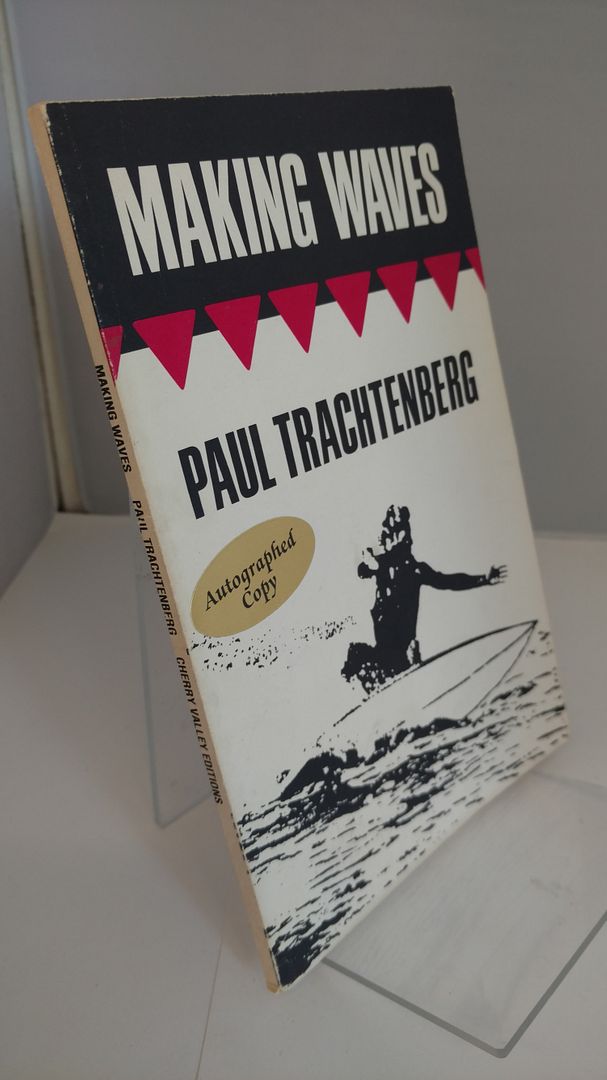 MAKING WAVES
PAUL TRACHTENBERG
Autographed
Copy
MAKING WAVES PAUL TRACHTENBERG CHERRY VALLEY EDITIONS